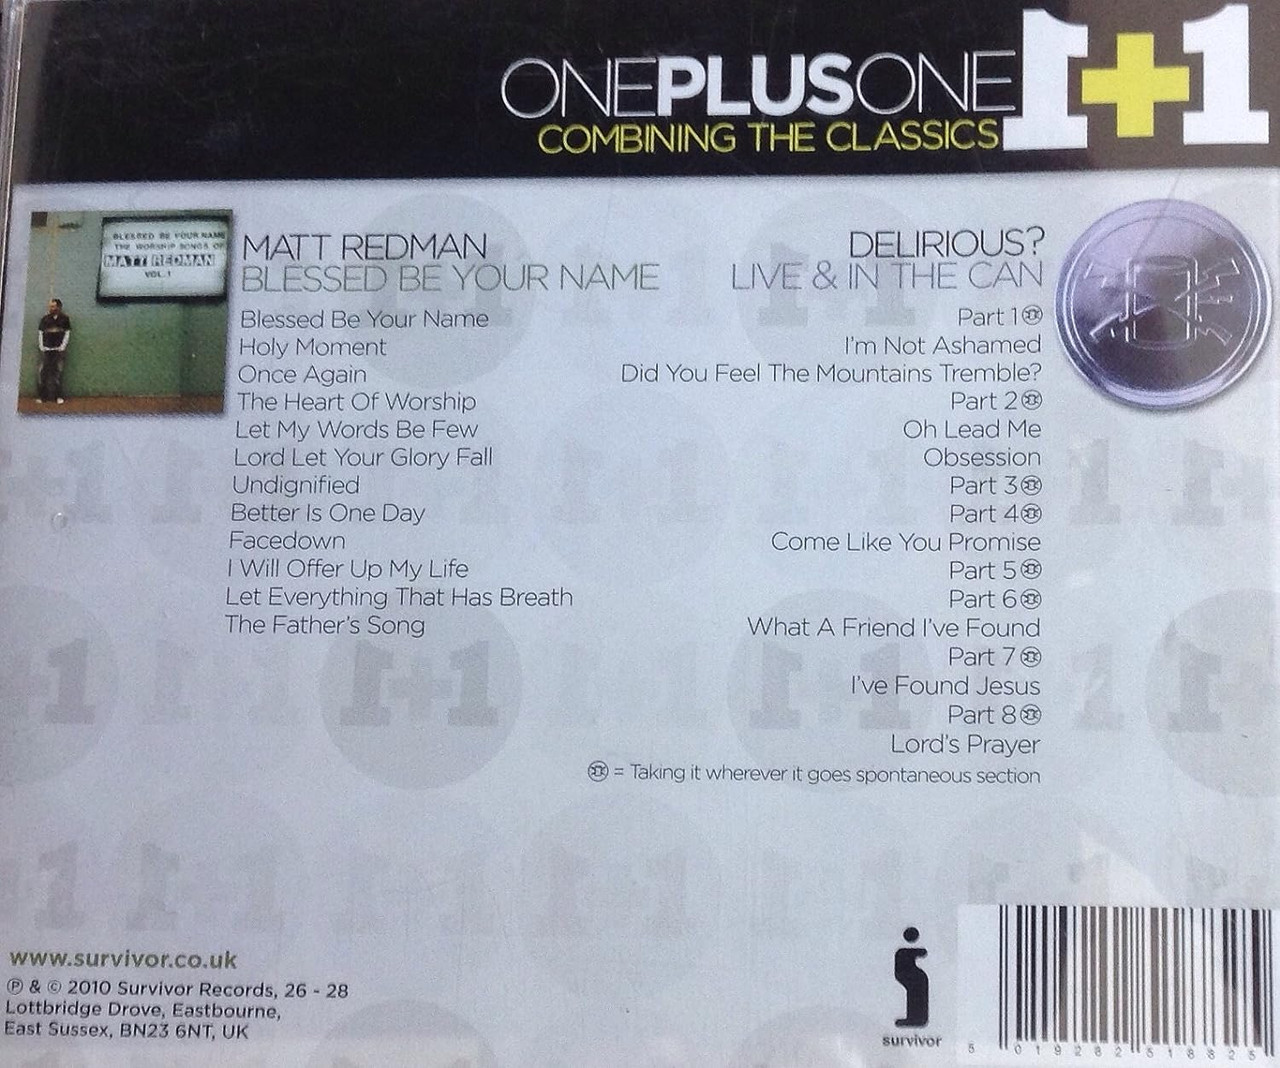 ONEPLUSONE 1+1
COMBINING THE CLASSICS
BLESSED BE YOUR NAME
THE WORSHIP SONGS OF
MATT REDMAN
VOL.1
MATT REDMAN
BLESSED BE YOUR NAME
Blessed Be Your Name
Holy Moment
Once Again
The Heart Of Worship
Let My Words Be Few
Lord Let Your Glory Fall
Undignified
Better Is One Day
Facedown
I Will Offer Up My Life
Let Everything That Has Breath
The Father's Song
DELIRIOUS?
LIVE & IN THE CAN
Part 1
I'm Not Ashamed
Did You Feel The Mountains Tremble?
Part 2
Oh Lead Me
Obsession
Part 3
Part 4
Come Like You Promise
Part 5
Part 6
What A Friend I've Found
Part 7
I've Found Jesus
Part 8
Lord's Prayer
= Taking it wherever it goes spontaneous section
www.survivor.co.uk
℗ & © 2010 Survivor Records, 26 - 28
Lottbridge Drove, Eastbourne,
East Sussex, BN23 6NT, UK
survivor
5 019282 518825